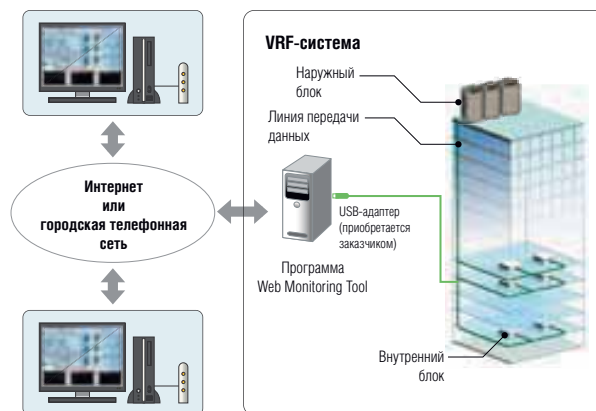 VRF-система
Наружный
блок
Линия передачи
данных
Интернет
или
городская телефонная
сеть
USB-адаптер
(приобретается
заказчиком)
Программа
Web Monitoring Tool
Внутренний
блок